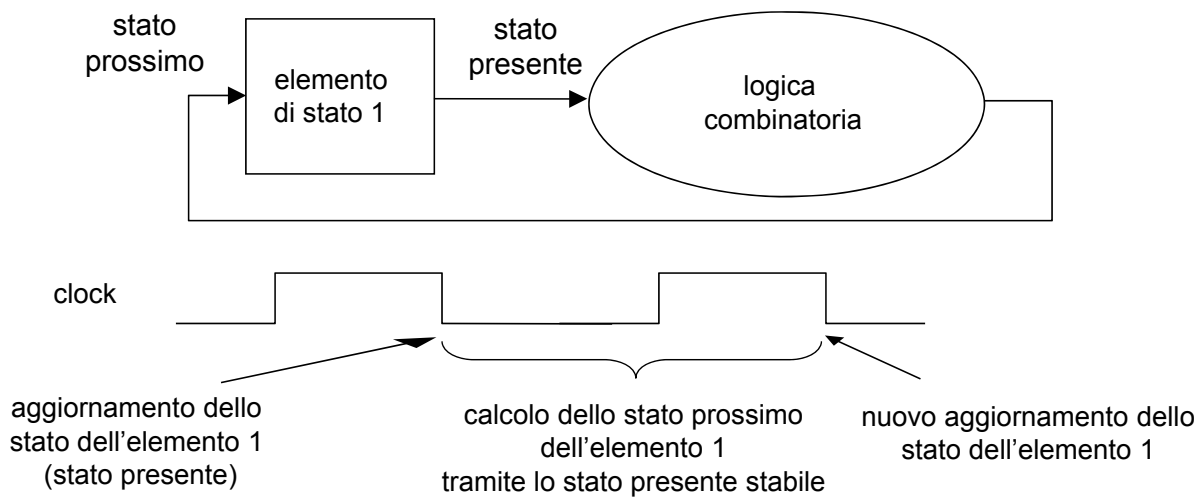 stato
prossimo
elemento
di stato 1
stato
presente
logica
combinatoria
clock
aggiornamento dello
stato dell'elemento 1
(stato presente)
calcolo dello stato prossimo
dell'elemento 1
tramite lo stato presente stabile
nuovo aggiornamento dello
stato dell'elemento 1